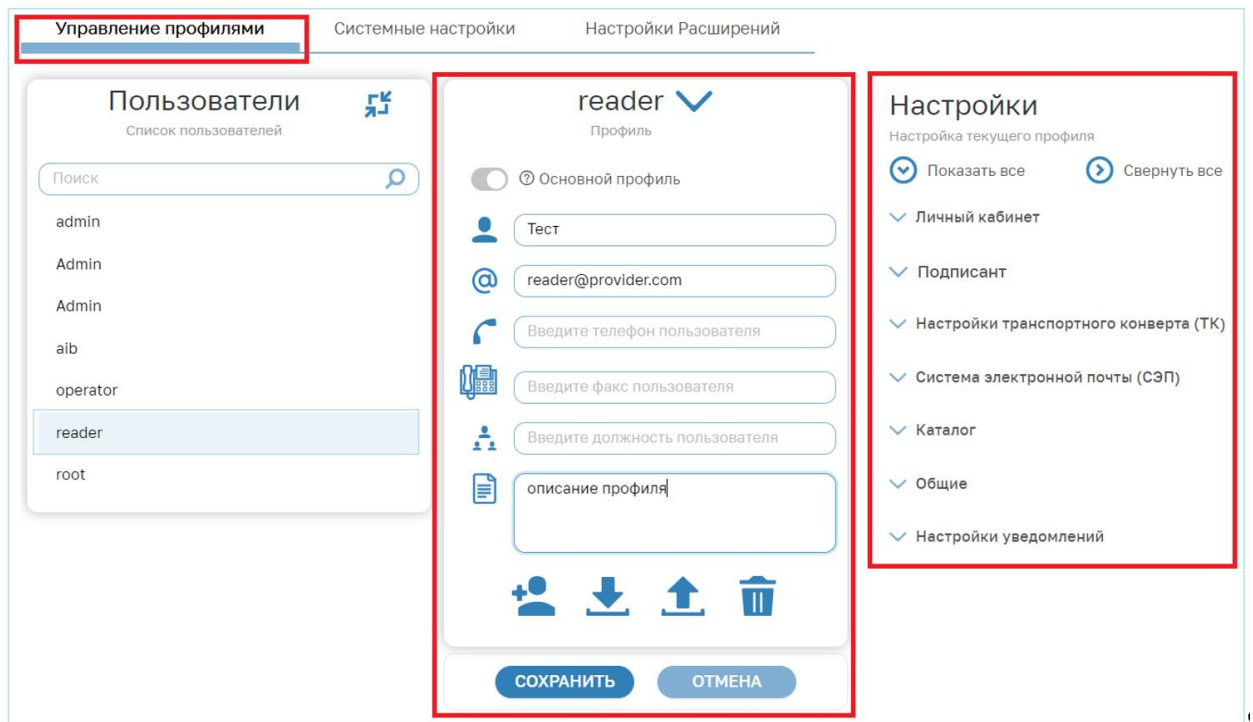 Управление профилями
Системные настройки
Настройки Расширений
Пользователи
Список пользователей
Поиск
admin
Admin
Admin
aib
operator
reader
root
reader
Профиль
Основной профиль
Тест
reader@provider.com
Введите телефон пользователя
Введите факс пользователя
Введите должность пользователя
описание профиля
СОХРАНИТЬ
ОТМЕНА
Настройки
Настройка текущего профиля
Показать все
Свернуть все
Личный кабинет
Подписант
Настройки транспортного конверта (ТК)
Система электронной почты (СЭП)
Каталог
Общие
Настройки уведомлений